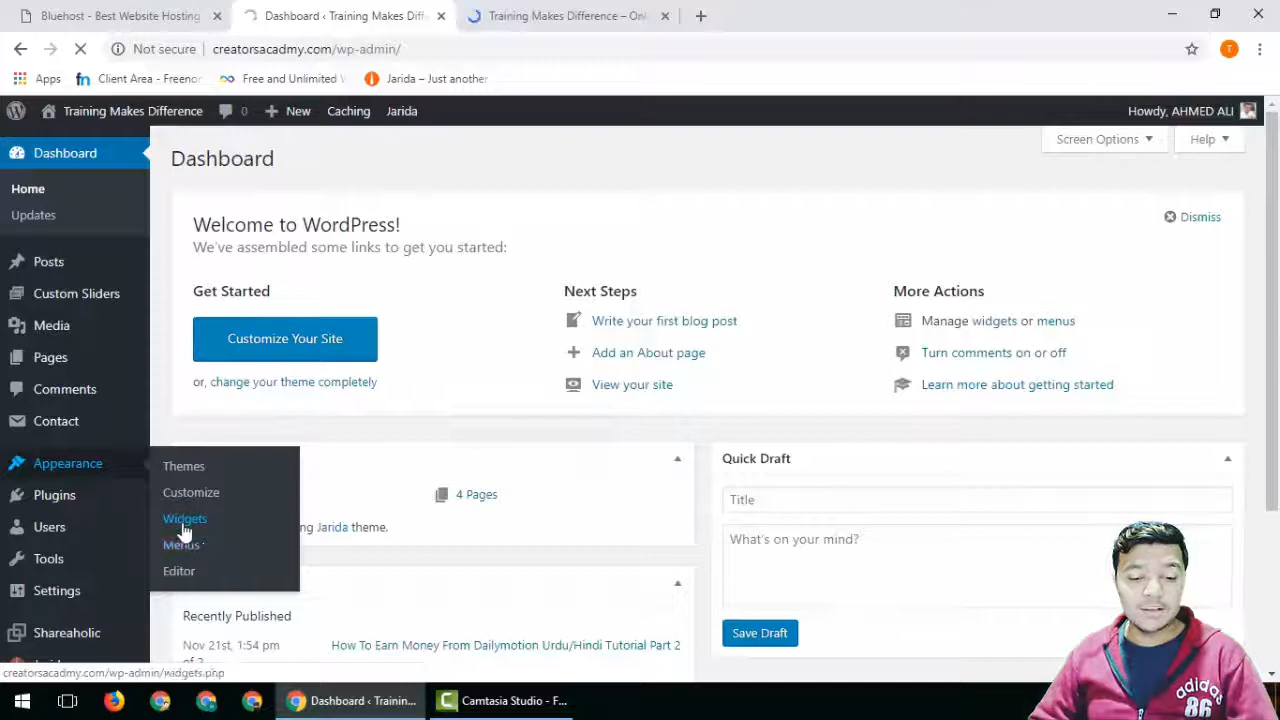 Bluehost - Best Website Hosting
Dashboard ‹ Training Makes Diff
Training Makes Difference – Onl
Not secure
creatorsacadmy.com/wp-admin/
Apps
Client Area - Freenor
Free and Unlimited
Jarida – Just another
Training Makes Difference
0
New
Caching
Jarida
Howdy, AHMED ALI
Dashboard
Home
Updates
Posts
Custom Sliders
Media
Pages
Comments
Contact
Appearance
Plugins
Users
Tools
Settings
Shareaholic
Themes
Customize
Widgets
Menus
Editor
Dashboard
Screen Options
Help
Welcome to WordPress!
We've assembled some links to get you started:
Dismiss
Get Started
Customize Your Site
or, change your theme completely
Next Steps
Write your first blog post
Add an About page
View your site
More Actions
Manage widgets or menus
Turn comments on or off
Learn more about getting started
4 Pages
Jarida theme.
Recently Published
Nov 21st, 1:54 pm
How To Earn Money From Dailymotion Urdu/Hindi Tutorial Part 2
Quick Draft
Title
What's on your mind?
Save Draft
creatorsacadmy.com/wp-admin/widgets.php
Dashboard ‹ Trainin...
Camtasia Studio - F...
adidas
86